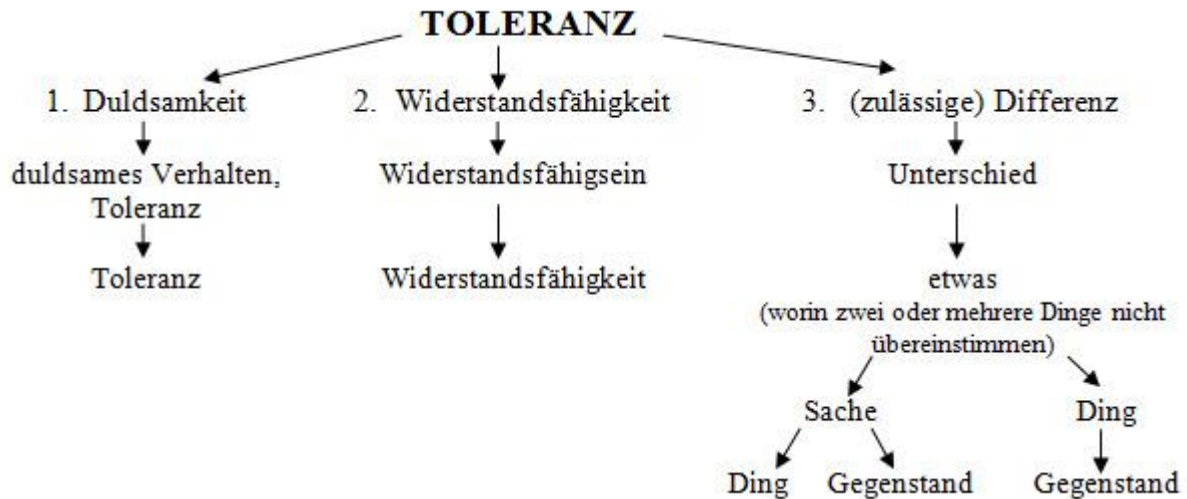 TOLERANZ
1. Duldsamkeit
2. Widerstandsfähigkeit
3. (zulässige) Differenz
duldsames Verhalten,
Toleranz
Widerstandsfähigsein
Unterschied
Toleranz
Widerstandsfähigkeit
etwas
(worin zwei oder mehrere Dinge nicht
übereinstimmen)
Sache
Ding
Ding
Gegenstand
Gegenstand